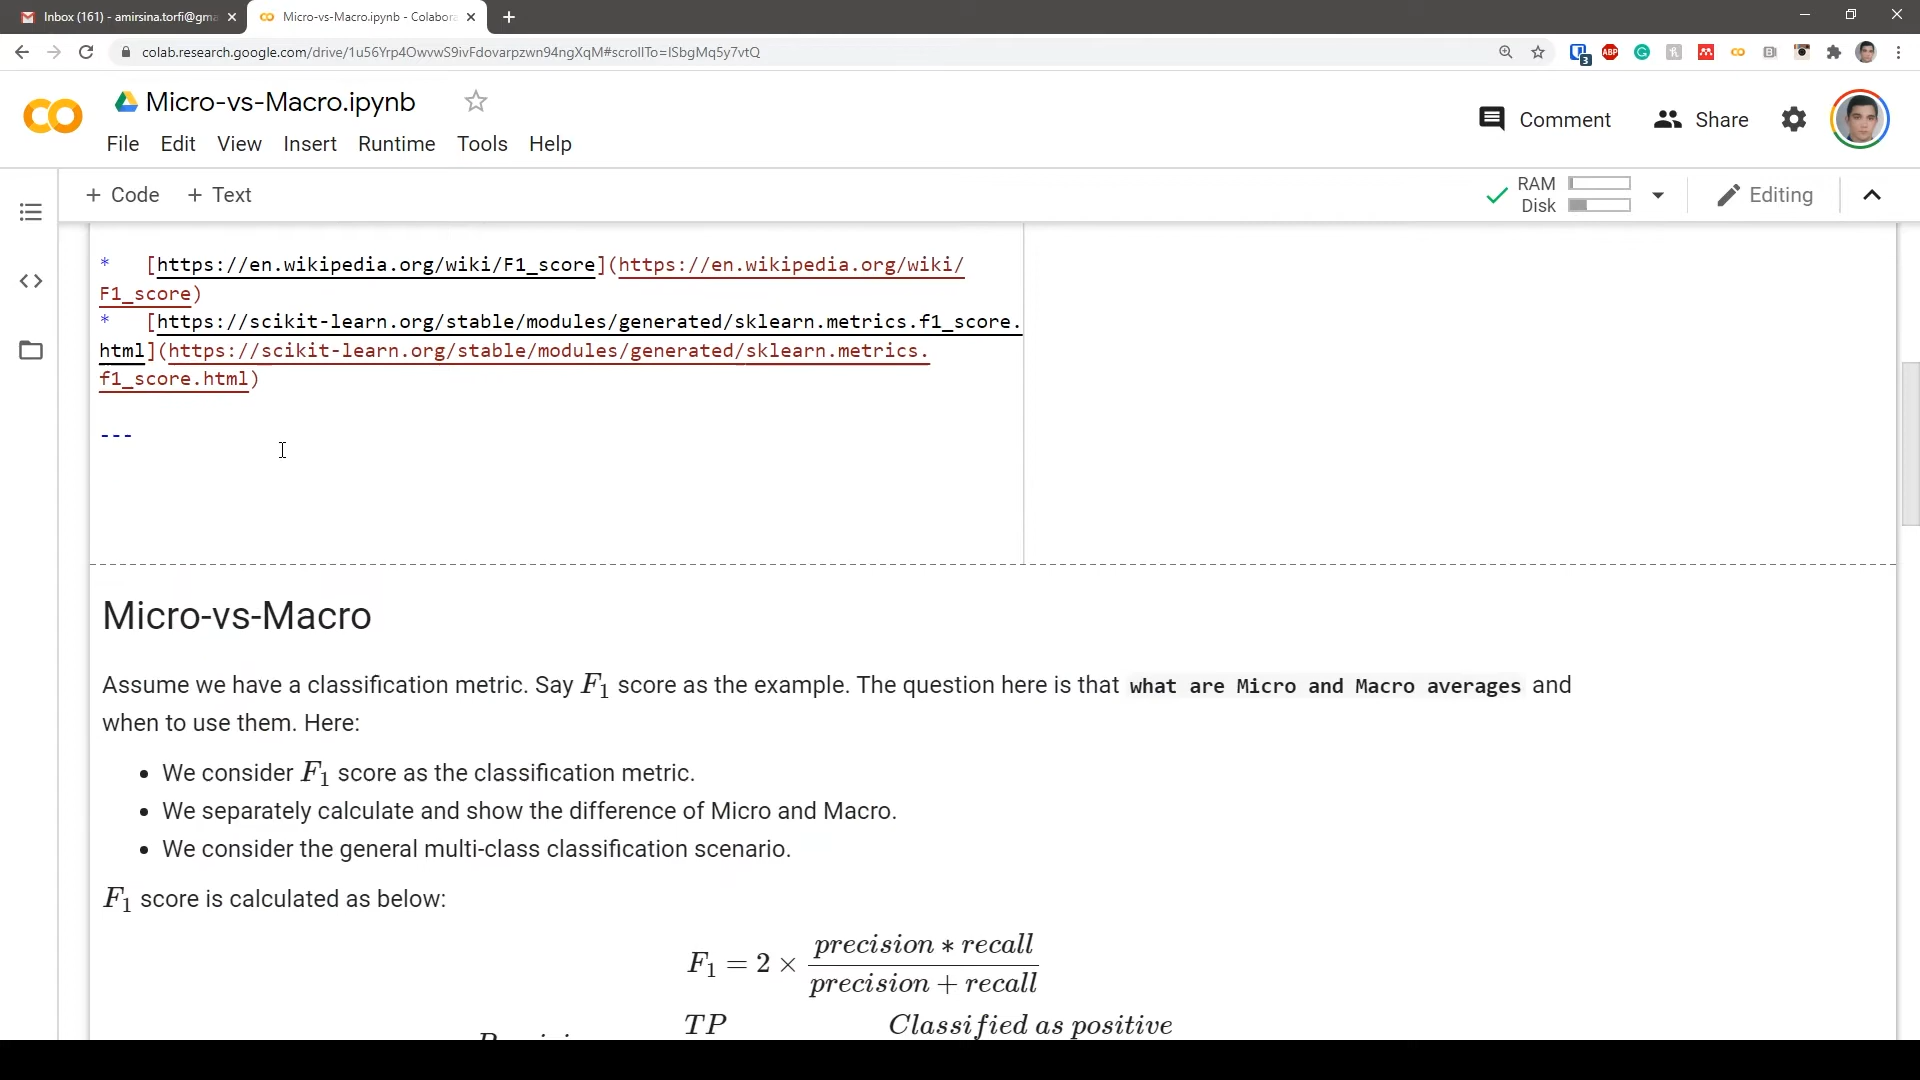 Inbox (161) - amirsina.torfi@gma
Micro-vs-Macro.ipynb - Colabora
colab.research.google.com/drive/1u56Yrp4OwvwS9ivFdovarpzwn94ngXqM#scrollTo=ISbgMq5y7vtQ
3
ABP
Micro-vs-Macro.ipynb
File Edit View Insert Runtime Tools Help
Comment
Share
+ Code + Text
RAM
Disk
Editing
* [https://en.wikipedia.org/wiki/F1_score](https://en.wikipedia.org/wiki/
F1_score)
* [https://scikit-learn.org/stable/modules/generated/sklearn.metrics.f1_score.
html](https://scikit-learn.org/stable/modules/generated/sklearn.metrics.
f1_score.html)
---
Micro-vs-Macro
Assume we have a classification metric. Say F₁ score as the example. The question here is that what are Micro and Macro averages and
when to use them. Here:
• We consider F₁ score as the classification metric.
• We separately calculate and show the difference of Micro and Macro.
• We consider the general multi-class classification scenario.
F₁ score is calculated as below:
F₁ = 2 × precision * recall
precision + recall
TP Classified as positive